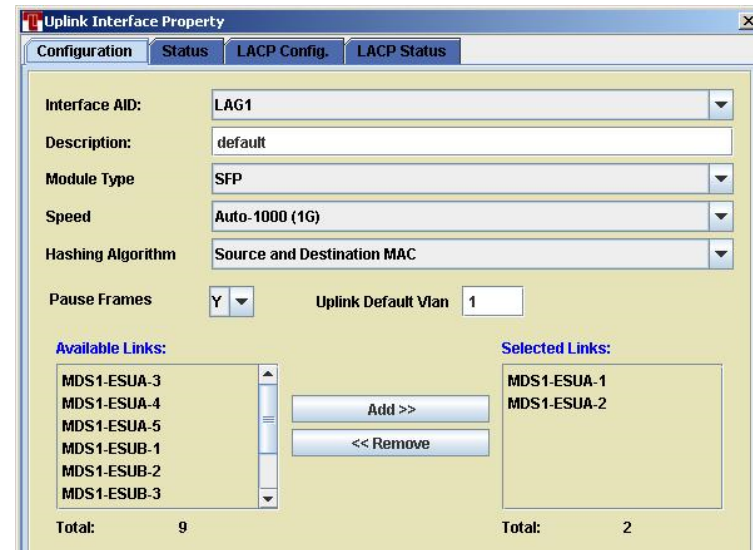 Uplink Interface Property
Configuration Status LACP Config. LACP Status
Interface AID: LAG1
Description: default
Module Type SFP
Speed Auto-1000 (1G)
Hashing Algorithm Source and Destination MAC
Pause Frames Y Uplink Default Vlan 1
Available Links: Selected Links:
MDS1-ESUA-3 MDS1-ESUA-1
MDS1-ESUA-4 MDS1-ESUA-2
MDS1-ESUA-5 Add >>
MDS1-ESUB-1
MDS1-ESUB-2 << Remove
MDS1-ESUB-3
Total: 9 Total: 2